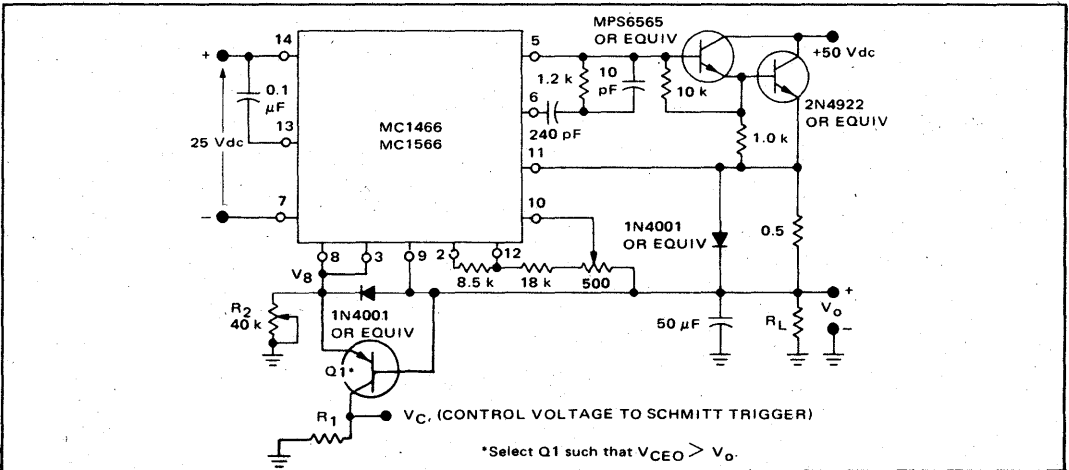 MPS6565
OR EQUIV
14
5
+50 Vdc
+
1.2 k
10
pF
10 k
0.1
µF
6
2N4922
OR EQUIV
240 pF
1.0 k
13
MC1466
MC1566
25 Vdc
11
10
7
−
1N4001
OR EQUIV
0.5
8
3
9
2
12
V8
8.5 k
18 k
500
R2
40 k
1N4001
OR EQUIV
50 µF
RL
+
Vo
−
Q1*
R1
VC, (CONTROL VOLTAGE TO SCHMITT TRIGGER)
*Select Q1 such that VCEO > Vo.